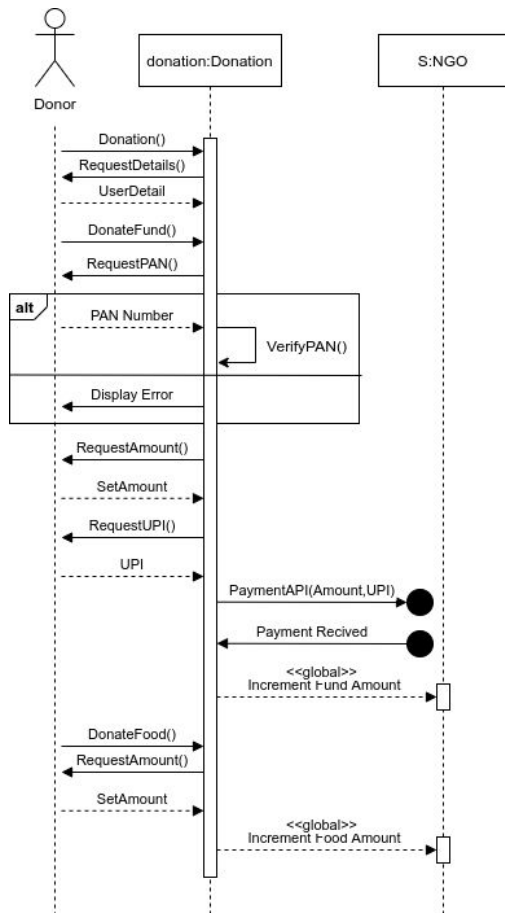 donation:Donation
S:NGO
Donor
Donation()
RequestDetails()
UserDetail
DonateFund()
RequestPAN()
alt
PAN Number
VerifyPAN()
Display Error
RequestAmount()
SetAmount
RequestUPI()
UPI
PaymentAPI(Amount,UPI)
Payment Recived
<<global>>
Increment Fund Amount
DonateFood()
RequestAmount()
SetAmount
<<global>>
Increment Food Amount